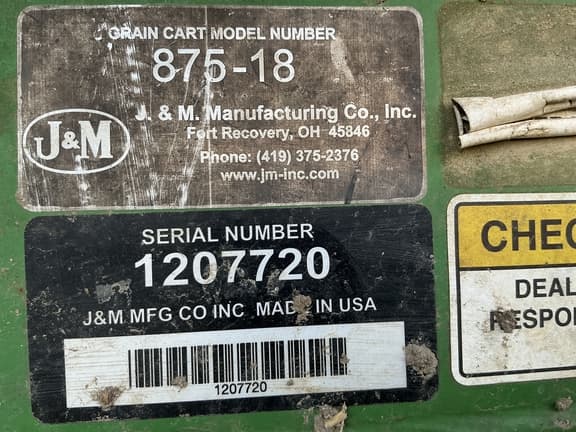 GRAIN CART MODEL NUMBER
875-18
J. & M. Manufacturing Co., Inc.
Fort Recovery, OH 45846
J&M
Phone: (419) 375-2376
www.jm-inc.com
SERIAL NUMBER
1207720
J&M MFG CO INC MADE IN USA
1207720
CHEC
DEAL
RESPO